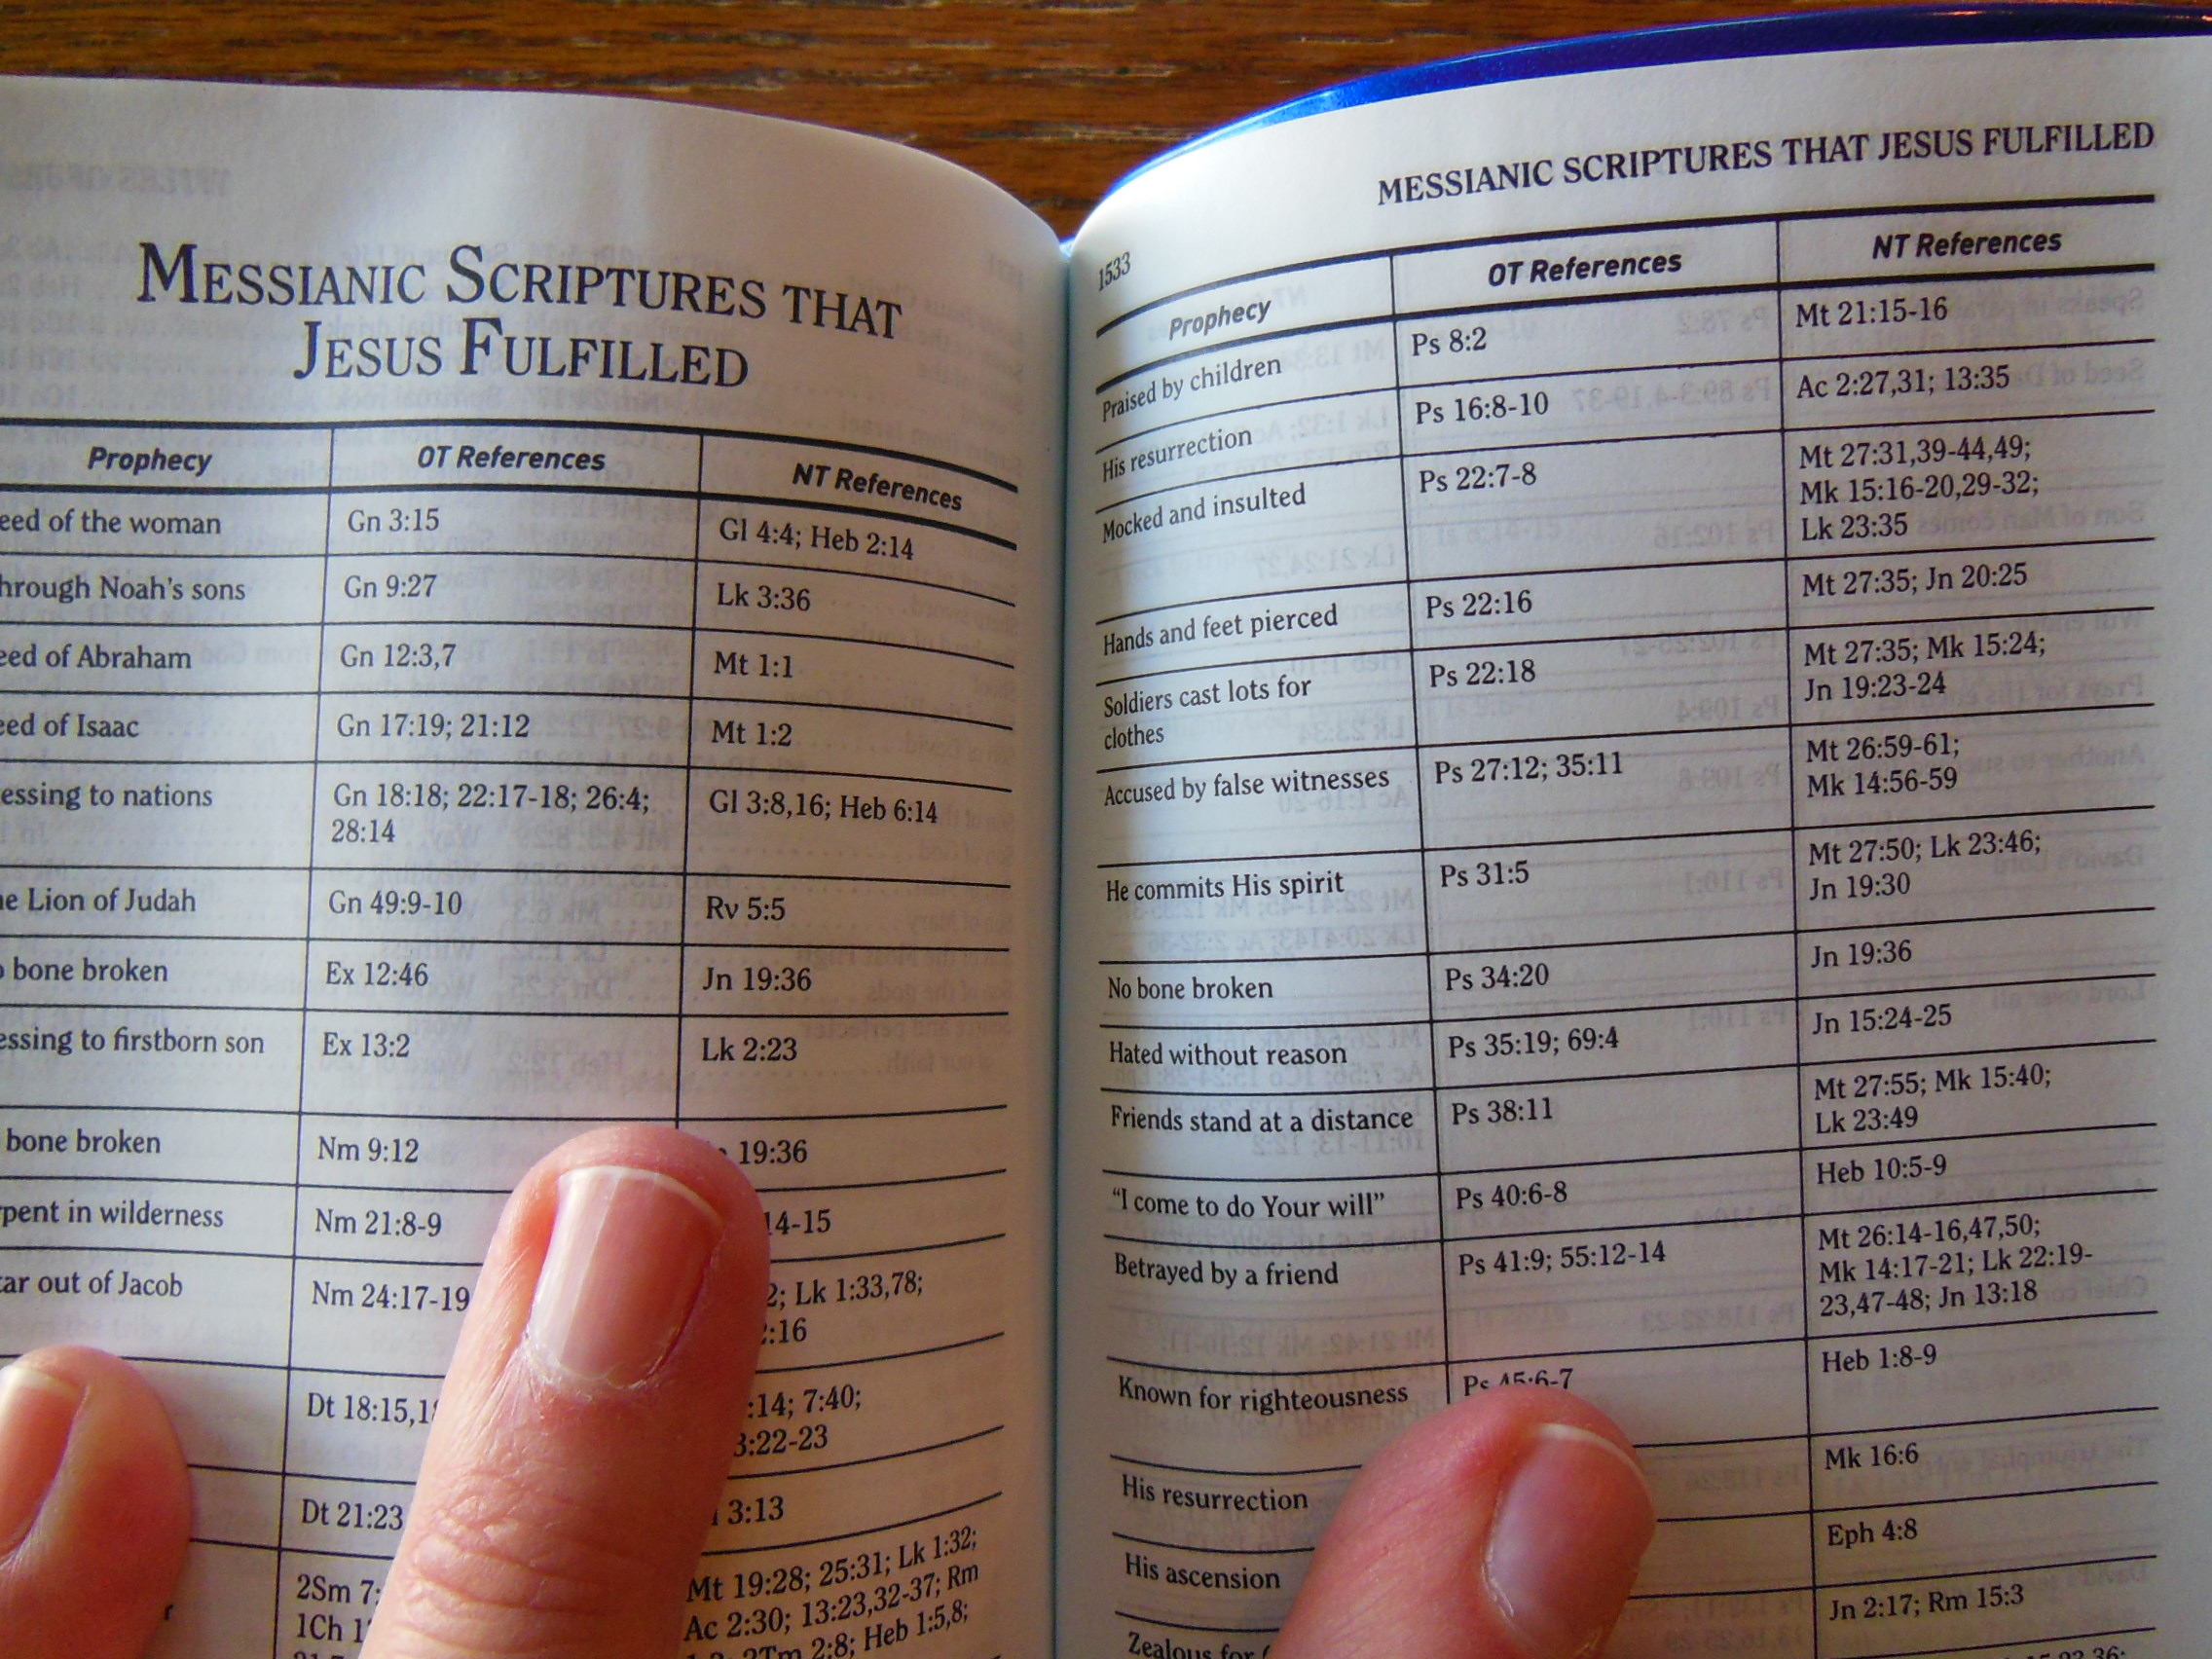 MESSIANIC SCRIPTURES THAT
JESUS FULFILLED
Prophecy OT References NT References
eed of the woman Gn 3:15 Gl 4:4; Heb 2:14
hrough Noah's sons Gn 9:27 Lk 3:36
eed of Abraham Gn 12:3,7 Mt 1:1
eed of Isaac Gn 17:19; 21:12 Mt 1:2
essing to nations Gn 18:18; 22:17-18; 26:4; Gl 3:8,16; Heb 6:14
28:14
e Lion of Judah Gn 49:9-10 Rv 5:5
bone broken Ex 12:46 Jn 19:36
essing to firstborn son Ex 13:2 Lk 2:23
bone broken Nm 9:12 19:36
rpent in wilderness Nm 21:8-9 14-15
tar out of Jacob Nm 24:17-19 2; Lk 1:33,78;
:16
Dt 18:15,1 :14; 7:40;
3:22-23
Dt 21:23 3:13
2Sm 7: Mt 19:28; 25:31; Lk 1:32;
1Ch 1 Ac 2:30; 13:23,32-37; Rm
2Tm 2:8; Heb 1:5,8;
1533
MESSIANIC SCRIPTURES THAT JESUS FULFILLED
Prophecy OT References NT References
Praised by children Ps 8:2 Mt 21:15-16
His resurrection Ps 16:8-10 Ac 2:27,31; 13:35
Mocked and insulted Ps 22:7-8 Mt 27:31,39-44,49;
Mk 15:16-20,29-32;
Lk 23:35
Hands and feet pierced Ps 22:16 Mt 27:35; Jn 20:25
Soldiers cast lots for Ps 22:18 Mt 27:35; Mk 15:24;
clothes Jn 19:23-24
Accused by false witnesses Ps 27:12; 35:11 Mt 26:59-61;
Mk 14:56-59
He commits His spirit Ps 31:5 Mt 27:50; Lk 23:46;
Jn 19:30
No bone broken Ps 34:20 Jn 19:36
Hated without reason Ps 35:19; 69:4 Jn 15:24-25
Friends stand at a distance Ps 38:11 Mt 27:55; Mk 15:40;
Lk 23:49
"I come to do Your will" Ps 40:6-8 Heb 10:5-9
Betrayed by a friend Ps 41:9; 55:12-14 Mt 26:14-16,47,50;
Mk 14:17-21; Lk 22:19-
23,47-48; Jn 13:18
Known for righteousness Ps 45:6-7 Heb 1:8-9
His resurrection Mk 16:6
His ascension Eph 4:8
Zealous for Jn 2:17; Rm 15:3